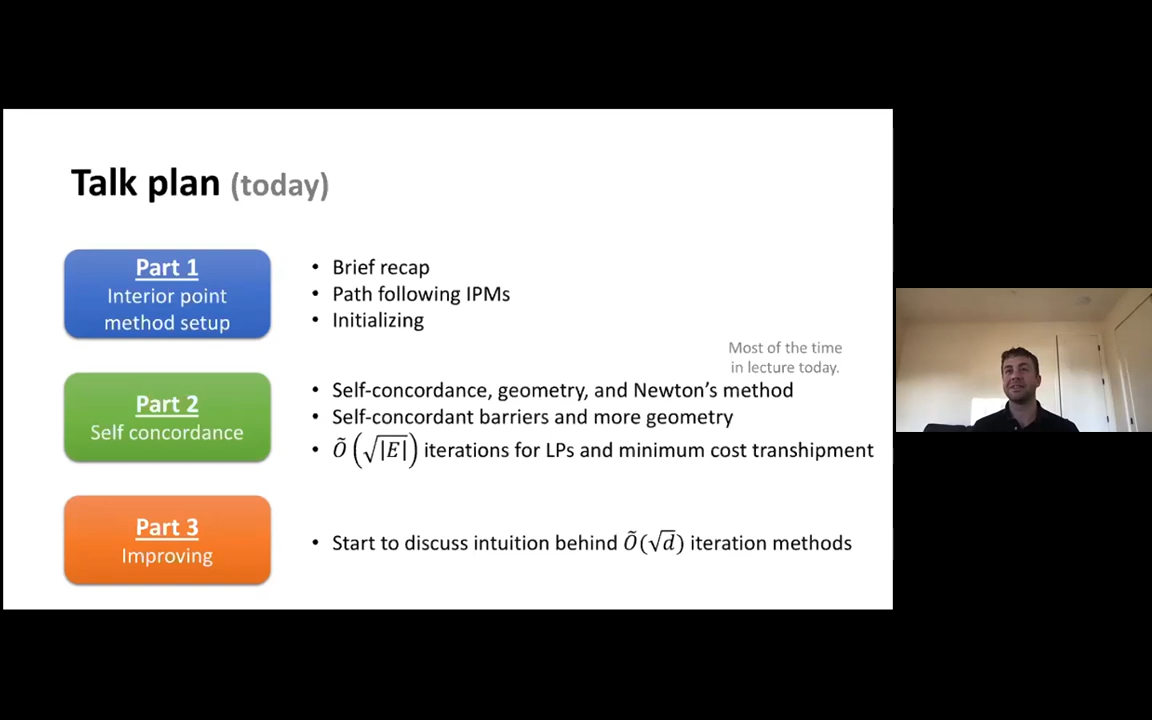 Talk plan (today)
Part 1
Interior point
method setup
• Brief recap
• Path following IPMs
• Initializing
Most of the time
in lecture today.
Part 2
Self concordance
• Self-concordance, geometry, and Newton's method
• Self-concordant barriers and more geometry
• Õ(√|E|) iterations for LPs and minimum cost transhipment
Part 3
Improving
• Start to discuss intuition behind Õ(√d) iteration methods